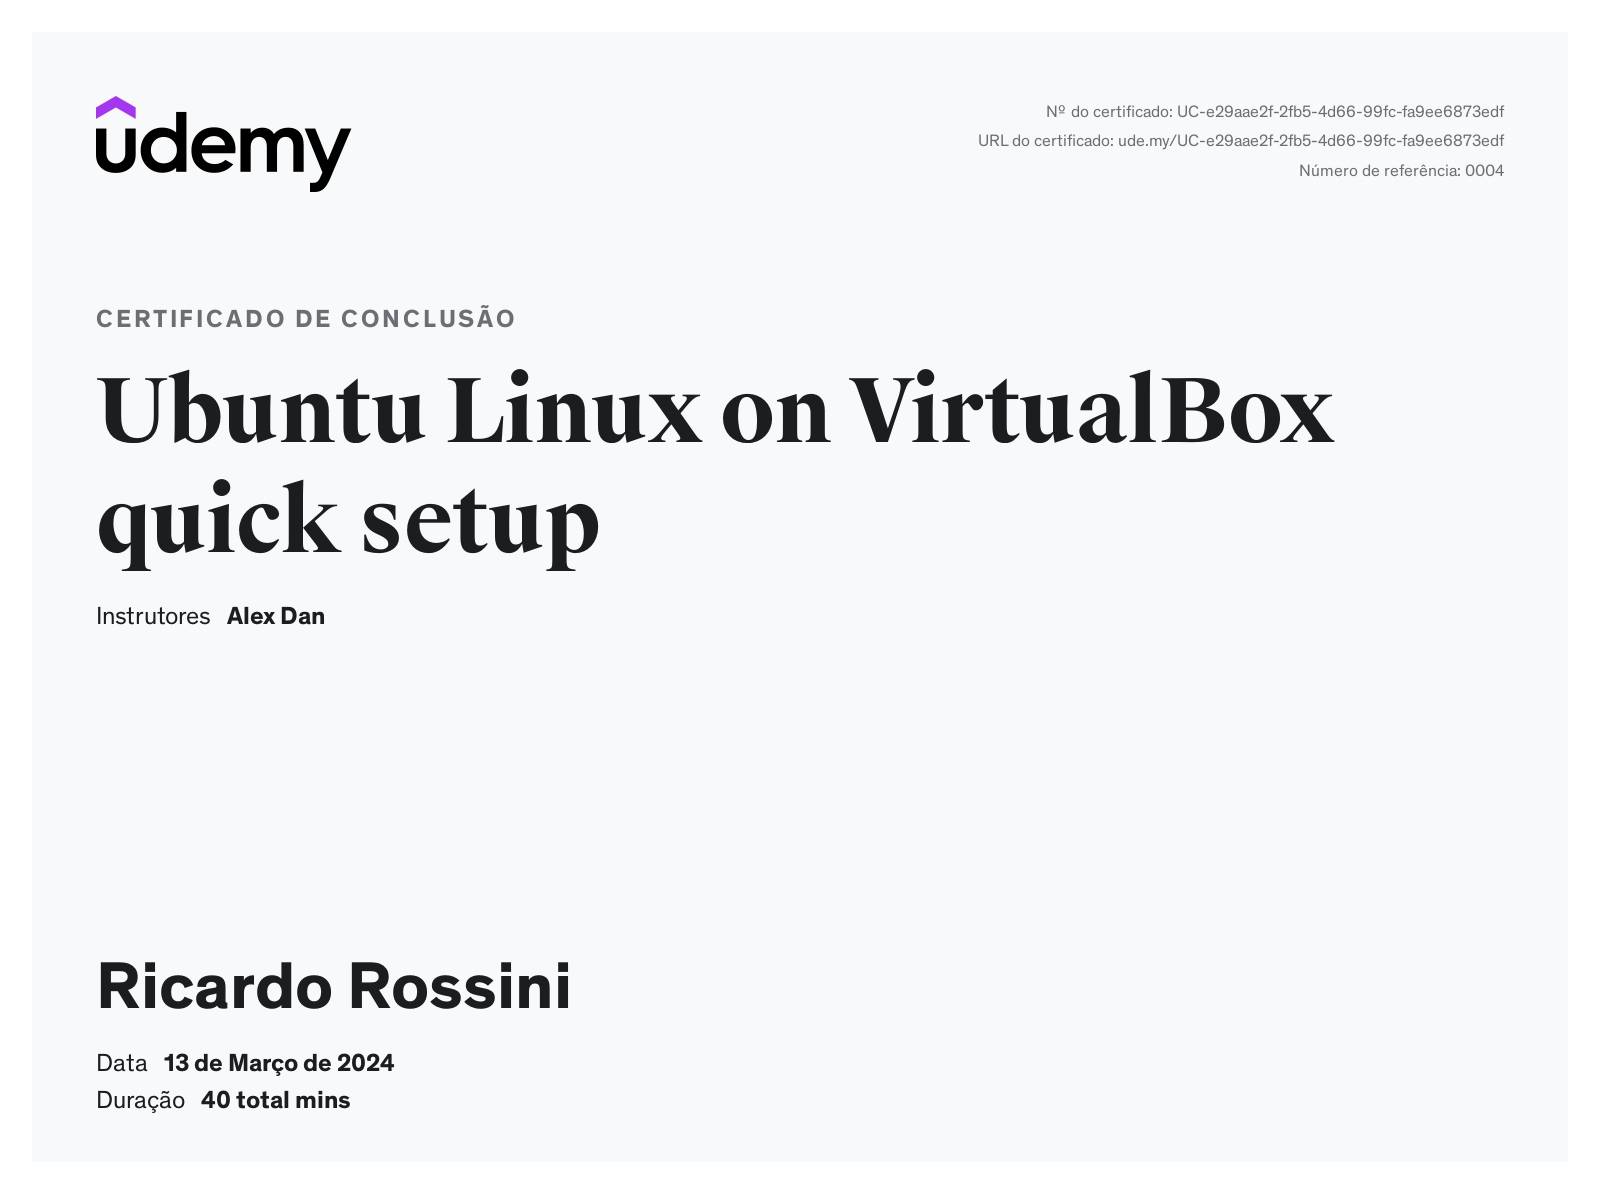 udemy
Nº do certificado: UC-e29aae2f-2fb5-4d66-99fc-fa9ee6873edf
URL do certificado: ude.my/UC-e29aae2f-2fb5-4d66-99fc-fa9ee6873edf
Número de referência: 0004
CERTIFICADO DE CONCLUSÃO
Ubuntu Linux on VirtualBox
quick setup
Instrutores Alex Dan
Ricardo Rossini
Data 13 de Março de 2024
Duração 40 total mins